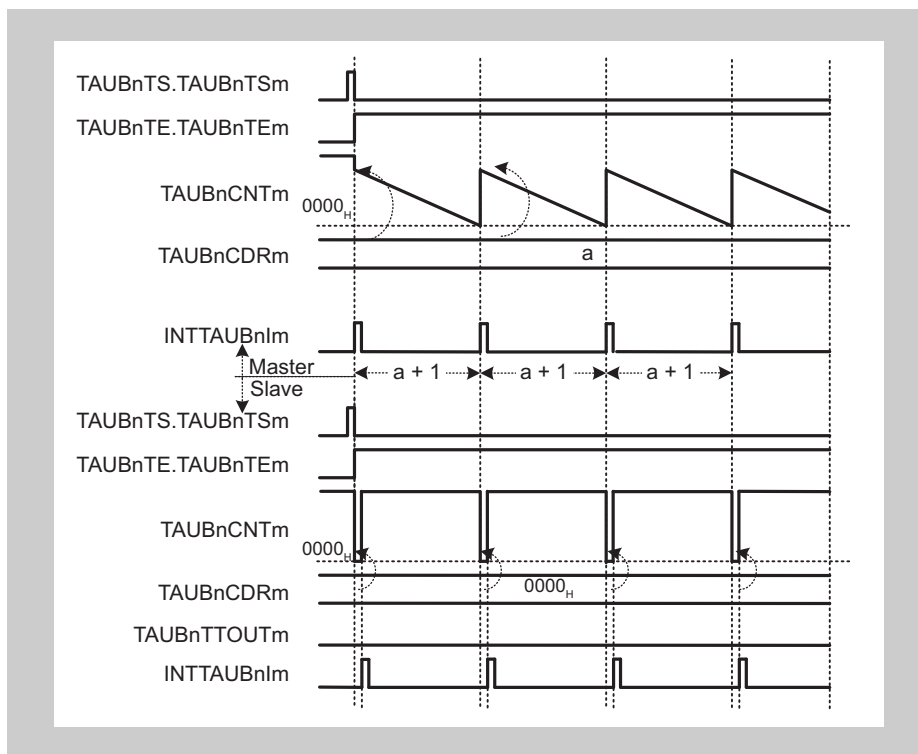 TAUBnTS.TAUBnTSm
TAUBnTE.TAUBnTEm
TAUBnCNTm
0000H
TAUBnCDRm
a
INTTAUBnIm
Master
a + 1 a + 1 a + 1
Slave
TAUBnTS.TAUBnTSm
TAUBnTE.TAUBnTEm
TAUBnCNTm
0000H
TAUBnCDRm
0000H
TAUBnTTOUTm
INTTAUBnIm